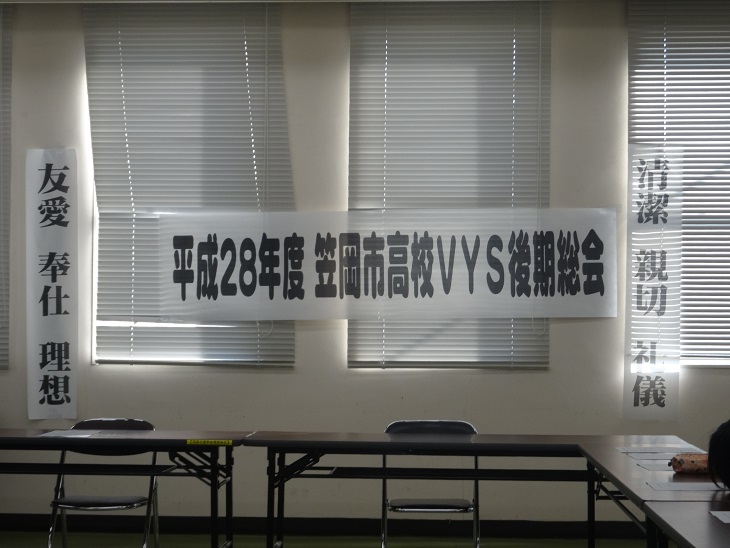 平成28年度 笠岡市高校VYS後期総会
清潔 親切 礼儀
友愛 奉仕 理想